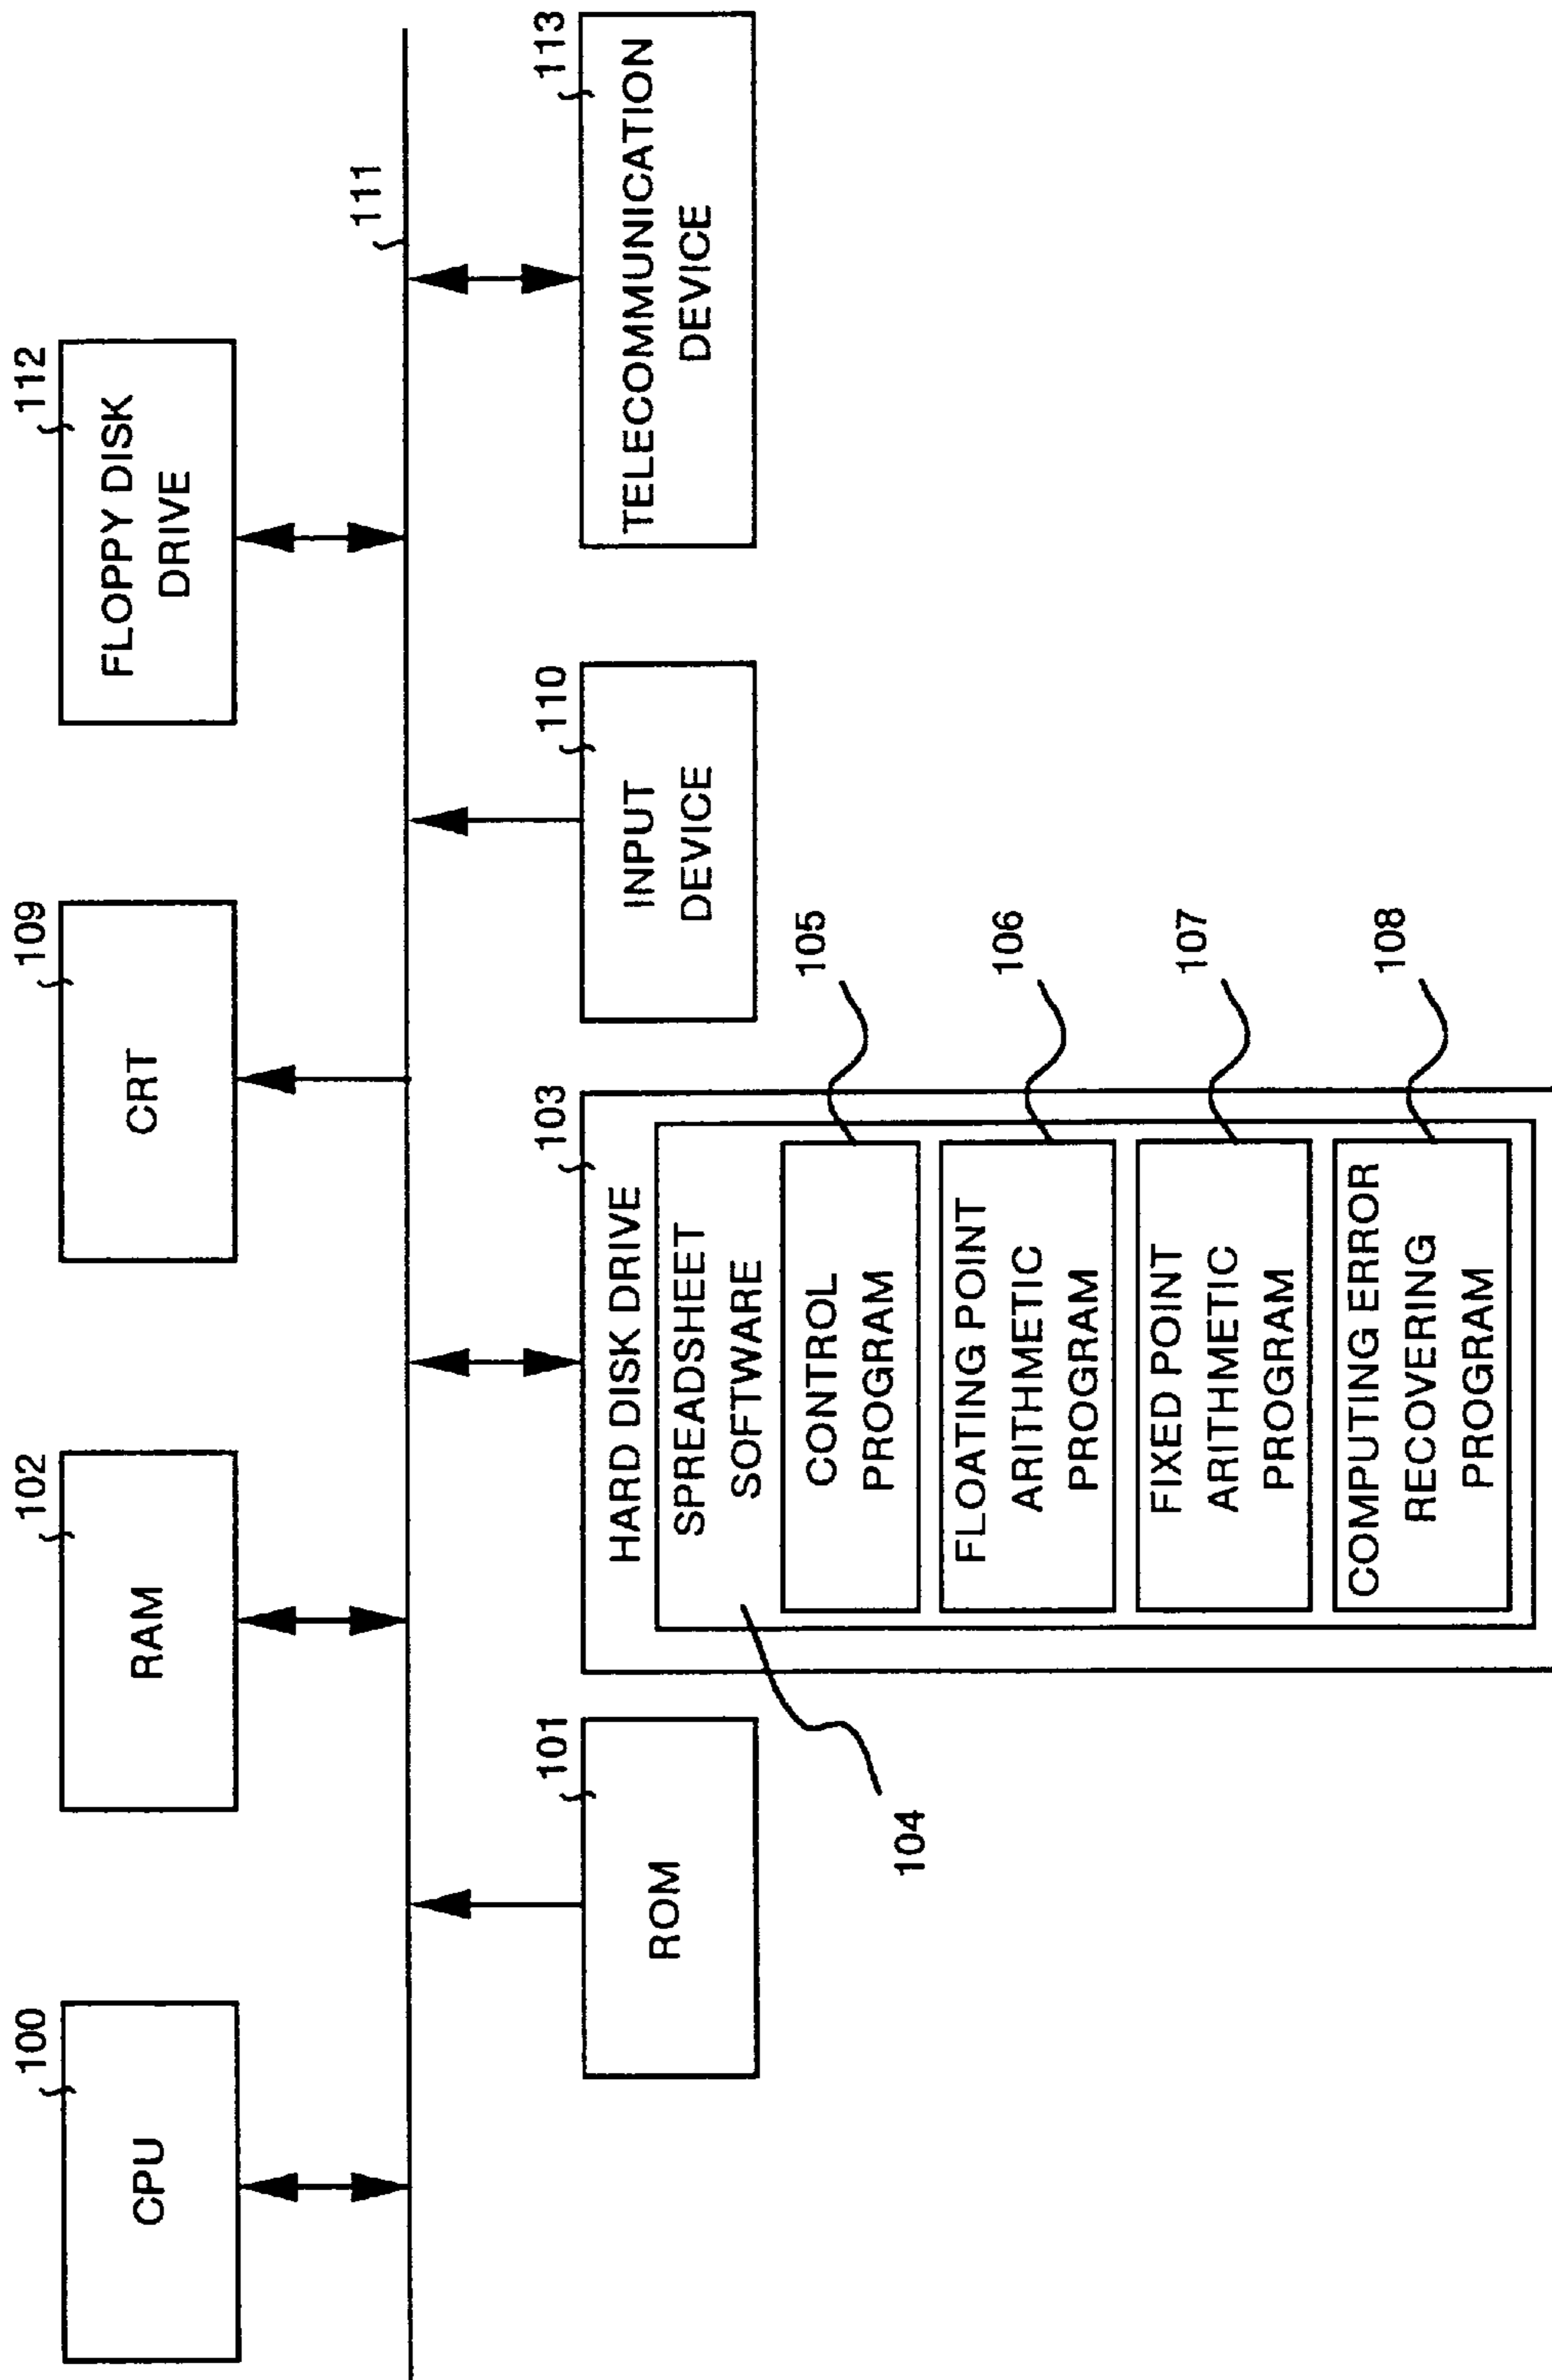 100
CPU
102
RAM
109
CRT
112
FLOPPY DISK
DRIVE
111
101
ROM
103
HARD DISK DRIVE
104
SPREADSHEET
SOFTWARE
CONTROL
PROGRAM
105
FLOATING POINT
ARITHMETIC
PROGRAM
106
FIXED POINT
ARITHMETIC
PROGRAM
107
COMPUTING ERROR
RECOVERING
PROGRAM
108
110
INPUT
DEVICE
113
TELECOMMUNICATION
DEVICE